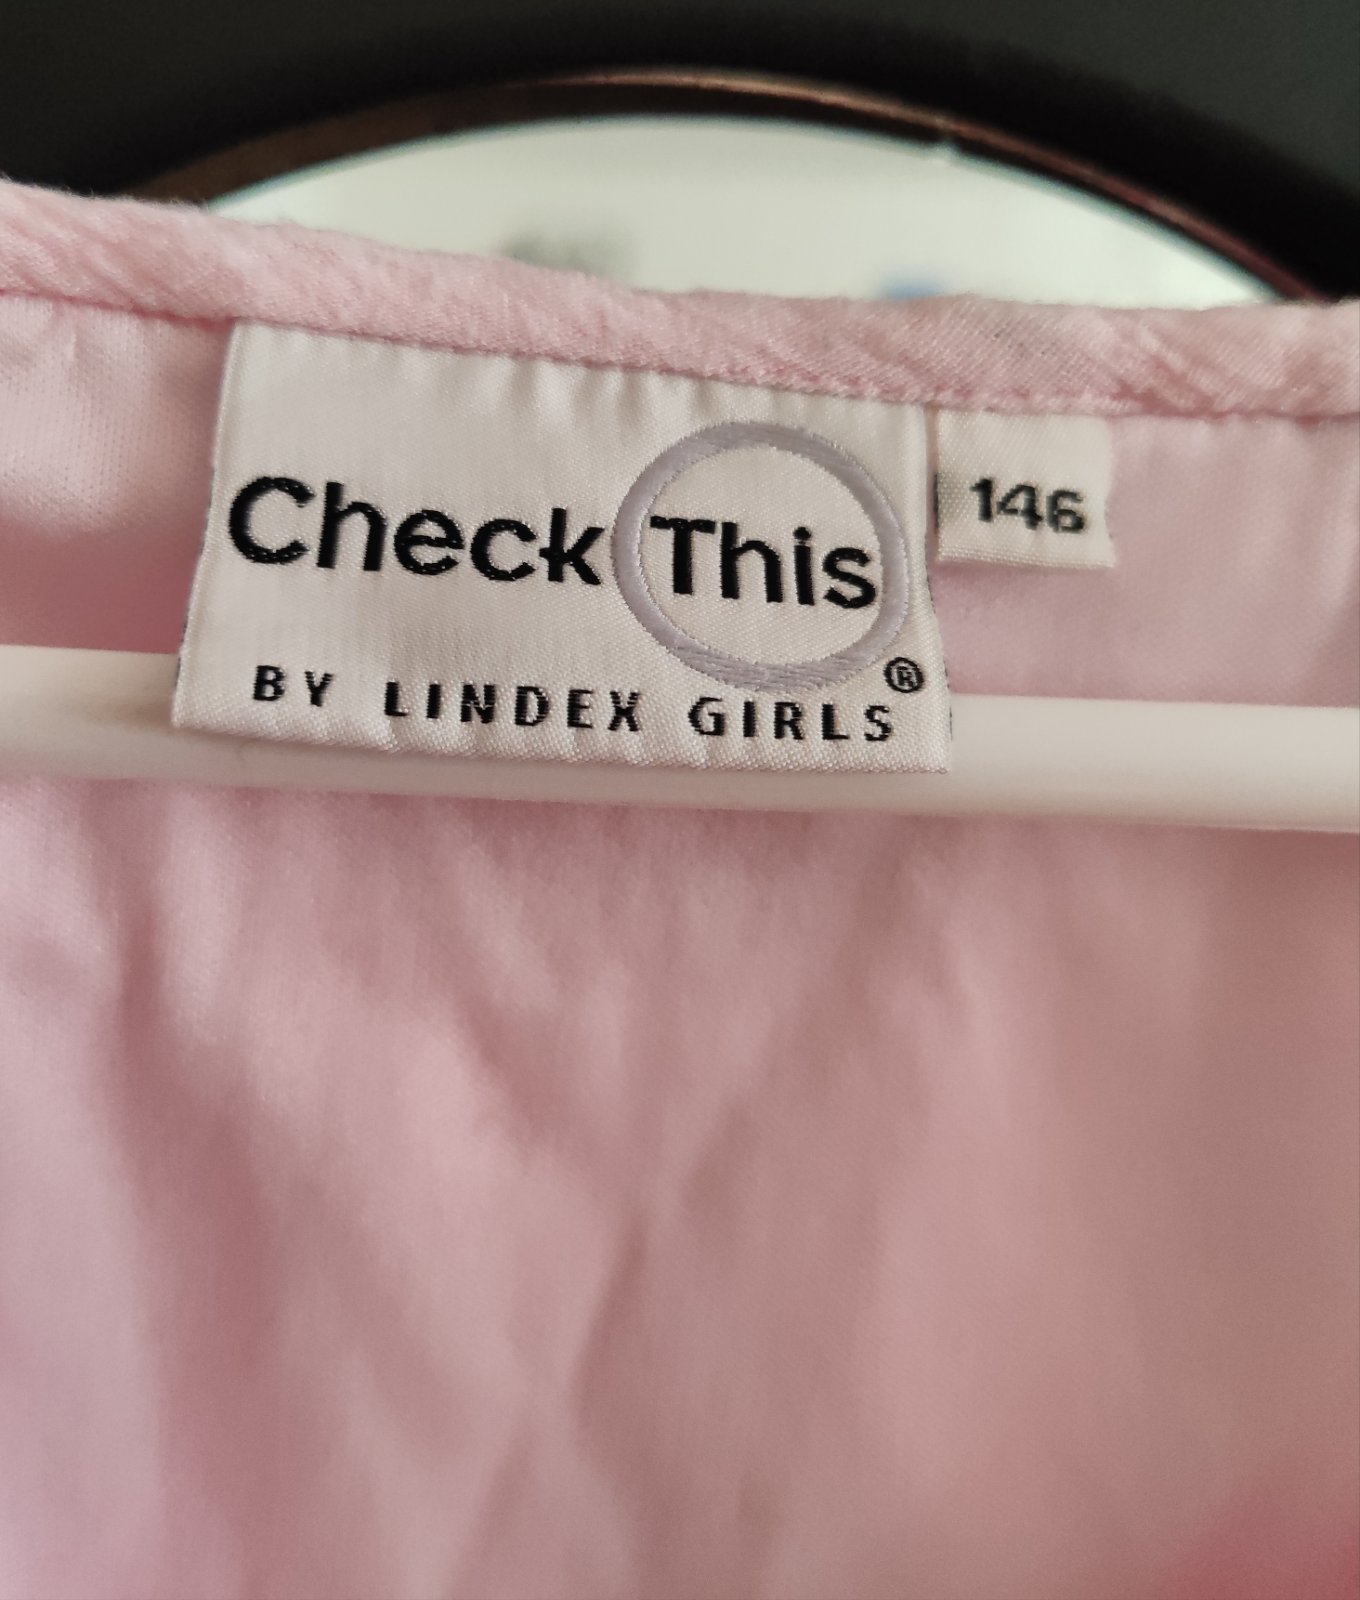 Check This
BY LINDEX GIRLS®
146